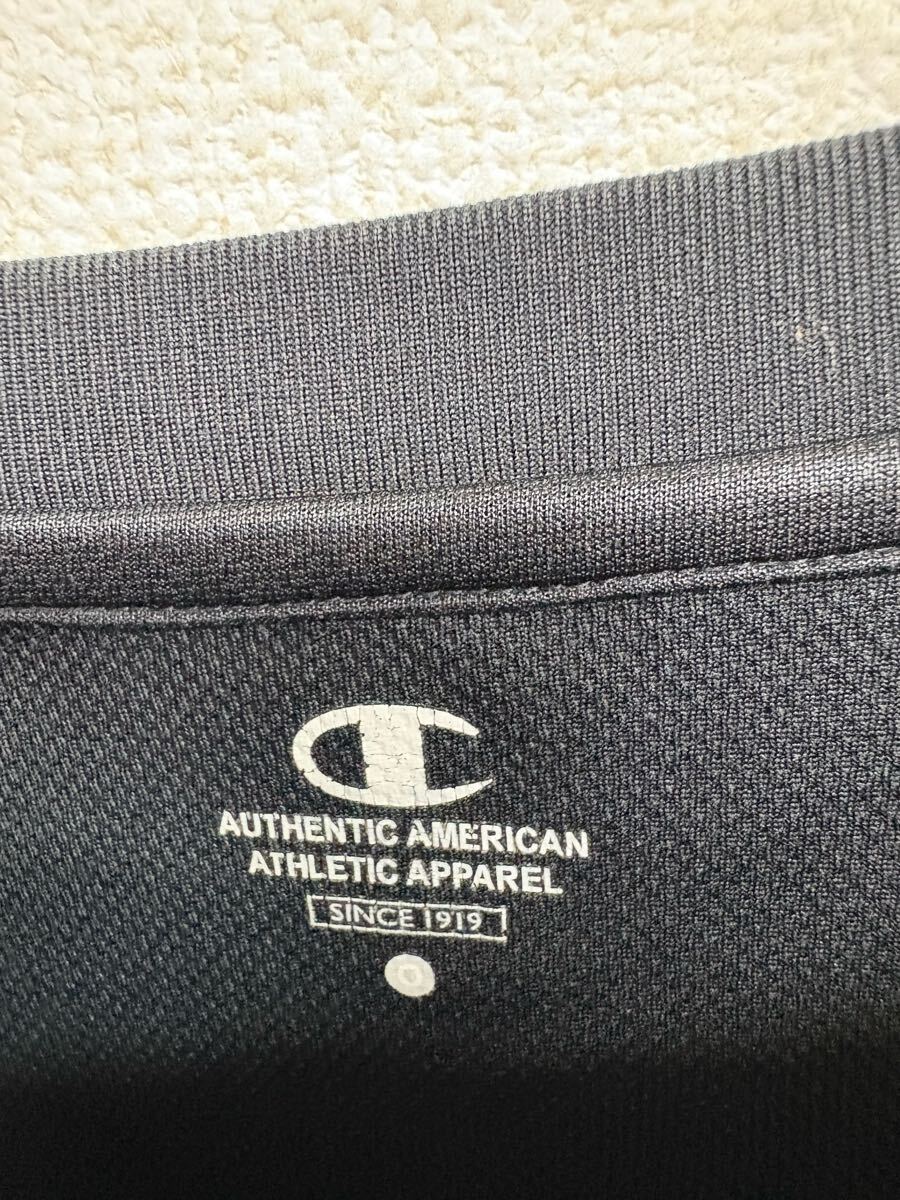 AUTHENTIC AMERICAN
ATHLETIC APPAREL
SINCE 1919
O